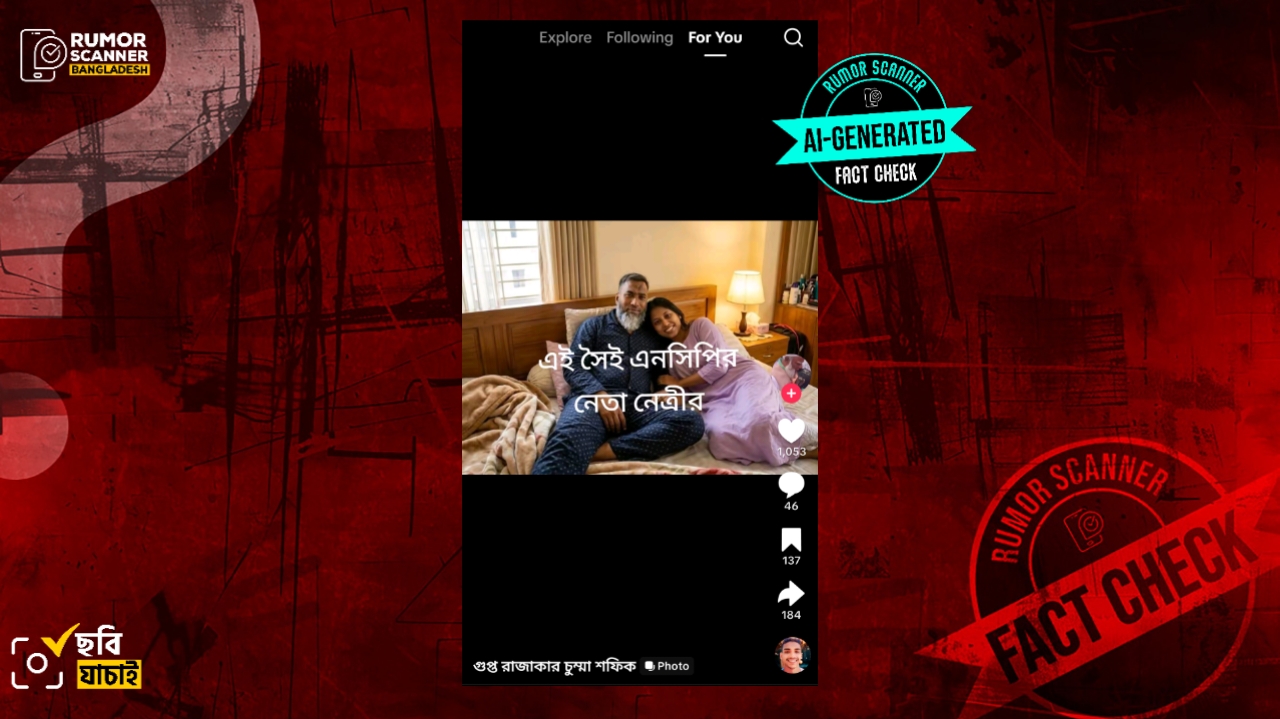 RUMOR
SCANNER
BANGLADESH
Explore Following For You
RUMOR SCANNER
AI-GENERATED
FACT CHECK
এই সৈই এনসিপির
নেতা নেত্রীর
1,053
46
137
184
গুপ্ত রাজাকার চুম্মা শফিক Photo
RUMOR SCANNER
FACT CHECK
ছবি
যাচাই